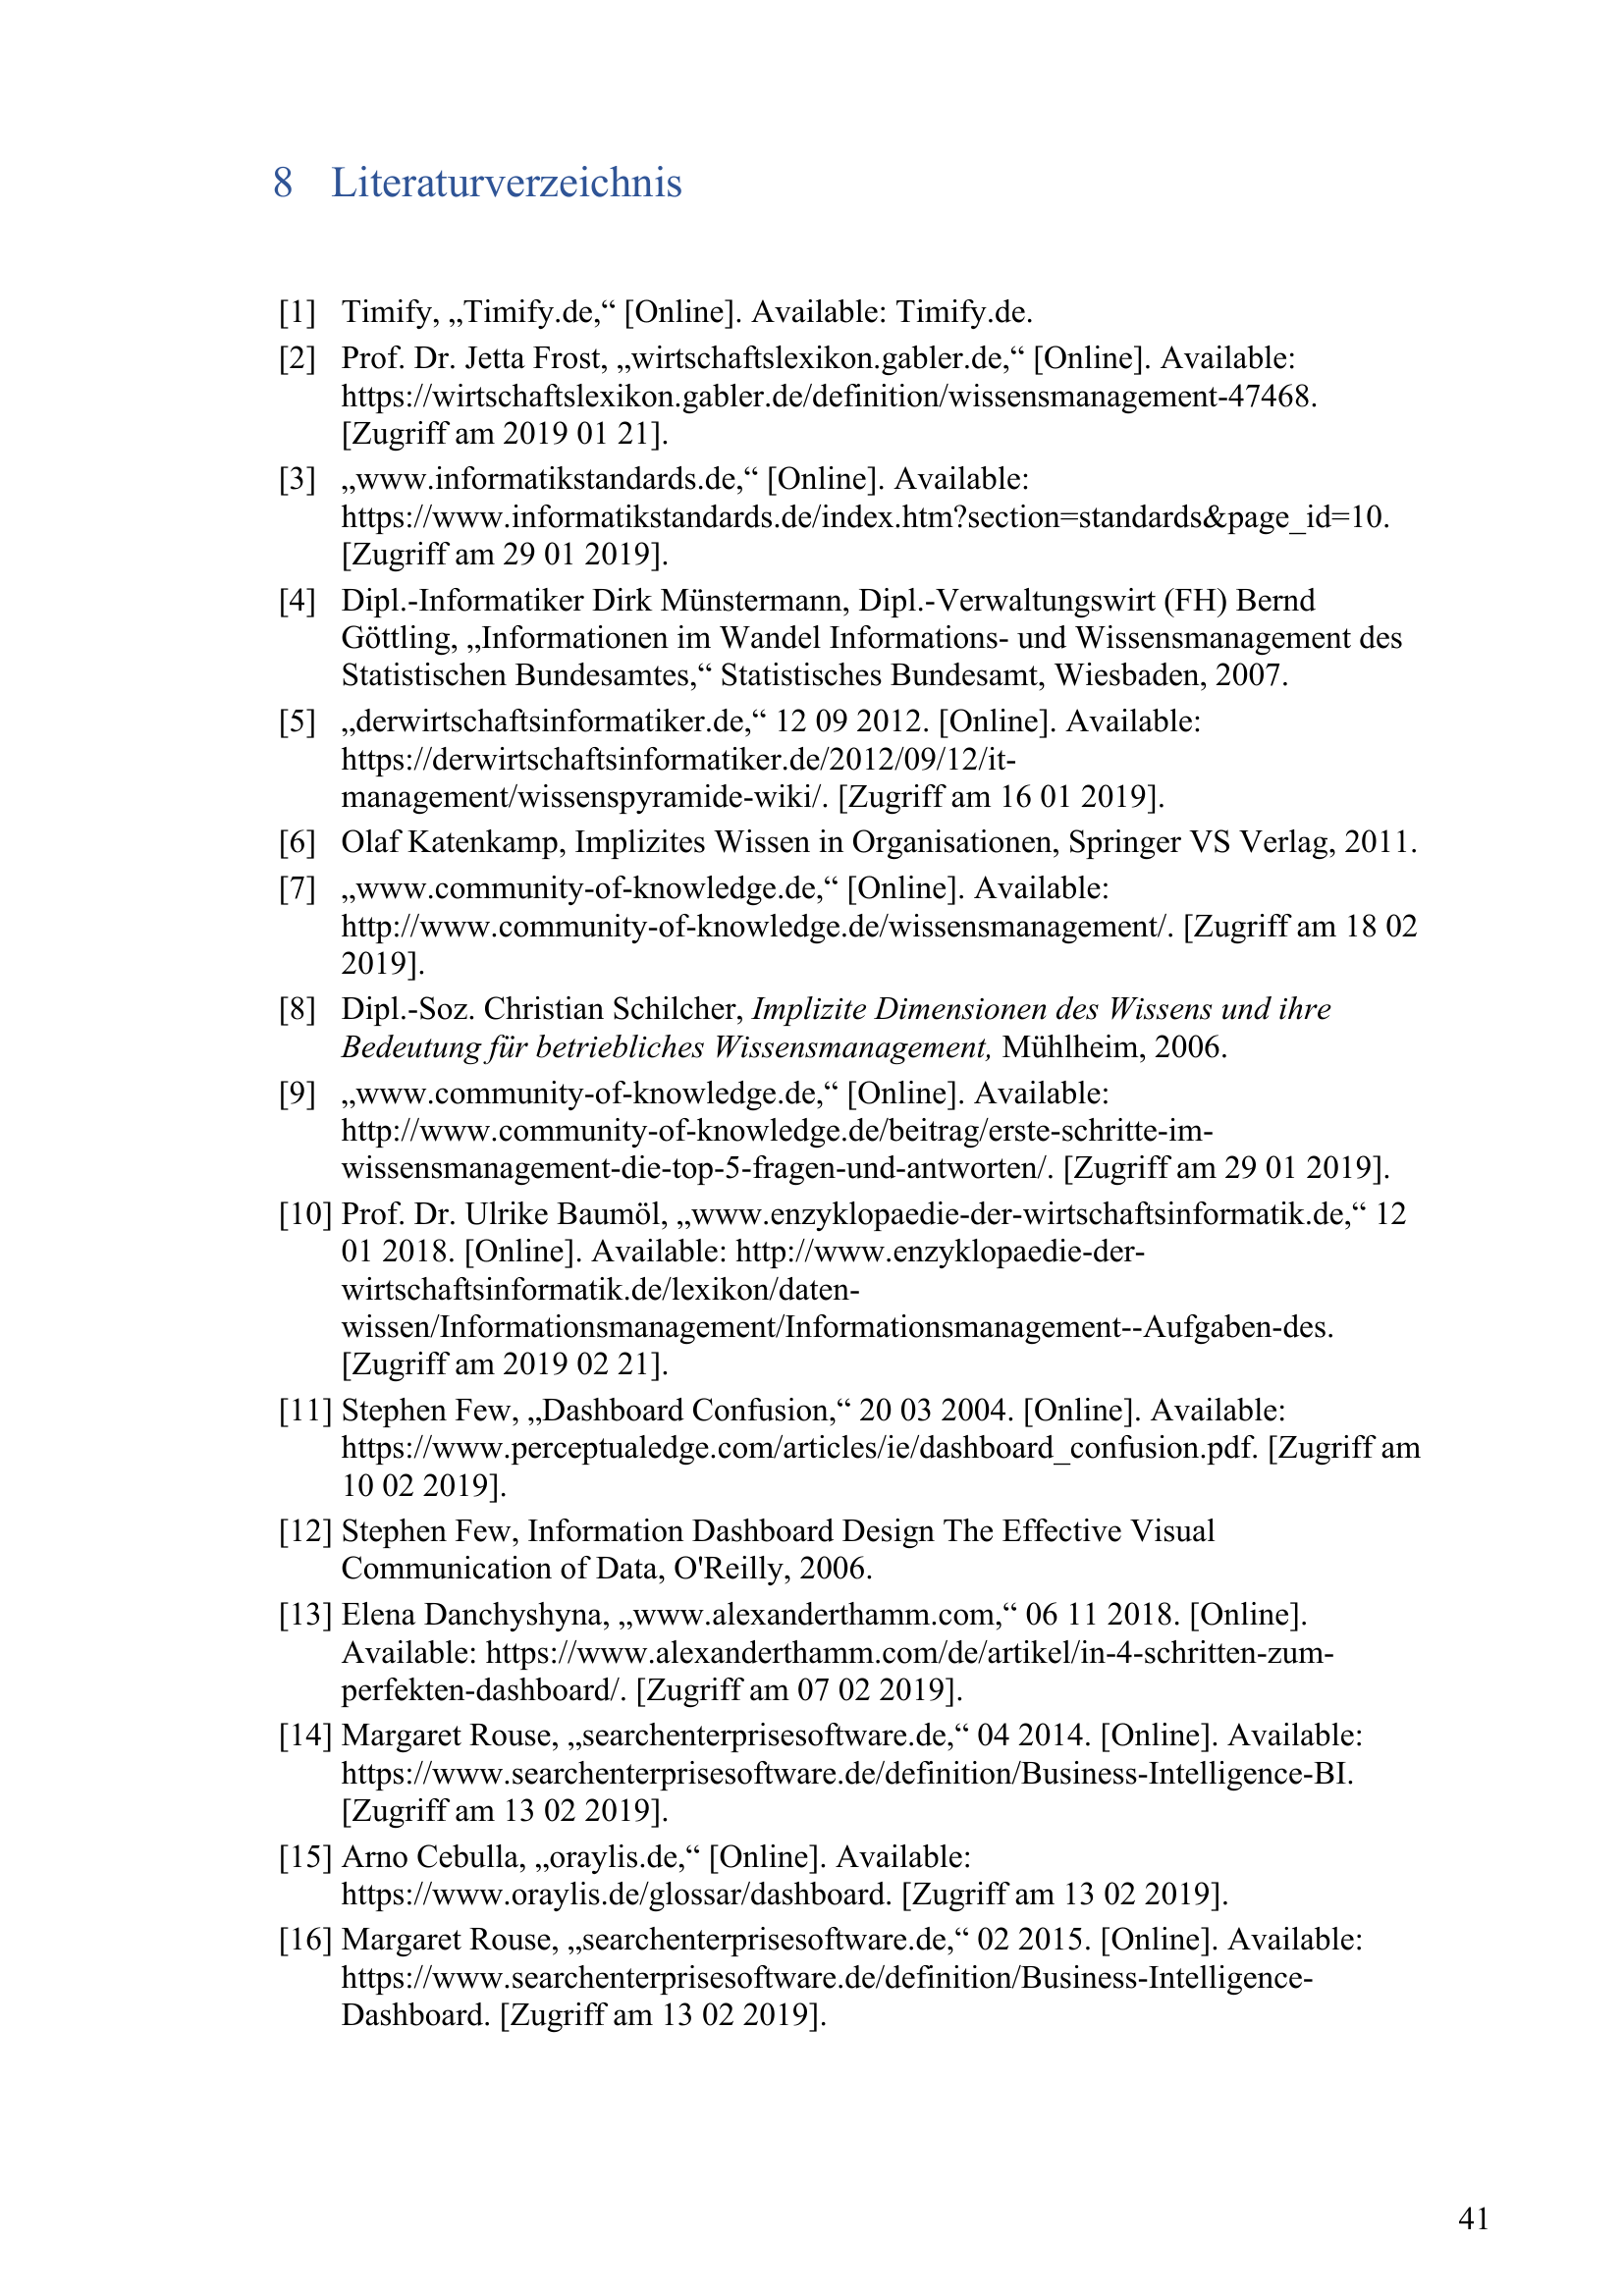 8 Literaturverzeichnis
[1] Timify, „Timify.de,“ [Online]. Available: Timify.de.
[2] Prof. Dr. Jetta Frost, „wirtschaftslexikon.gabler.de,“ [Online]. Available:
https://wirtschaftslexikon.gabler.de/definition/wissensmanagement-47468.
[Zugriff am 2019 01 21].
[3] „www.informatikstandards.de,“ [Online]. Available:
https://www.informatikstandards.de/index.htm?section=standards&page_id=10.
[Zugriff am 29 01 2019].
[4] Dipl.-Informatiker Dirk Münstermann, Dipl.-Verwaltungswirt (FH) Bernd
Göttling, „Informationen im Wandel Informations- und Wissensmanagement des
Statistischen Bundesamtes,“ Statistisches Bundesamt, Wiesbaden, 2007.
[5] „derwirtschaftsinformatiker.de,“ 12 09 2012. [Online]. Available:
https://derwirtschaftsinformatiker.de/2012/09/12/it-
management/wissenspyramide-wiki/. [Zugriff am 16 01 2019].
[6] Olaf Katenkamp, Implizites Wissen in Organisationen, Springer VS Verlag, 2011.
[7] „www.community-of-knowledge.de,“ [Online]. Available:
http://www.community-of-knowledge.de/wissensmanagement/. [Zugriff am 18 02
2019].
[8] Dipl.-Soz. Christian Schilcher, Implizite Dimensionen des Wissens und ihre
Bedeutung für betriebliches Wissensmanagement, Mühlheim, 2006.
[9] „www.community-of-knowledge.de,“ [Online]. Available:
http://www.community-of-knowledge.de/beitrag/erste-schritte-im-
wissensmanagement-die-top-5-fragen-und-antworten/. [Zugriff am 29 01 2019].
[10] Prof. Dr. Ulrike Baumöl, „www.enzyklopaedie-der-wirtschaftsinformatik.de,“ 12
01 2018. [Online]. Available: http://www.enzyklopaedie-der-
wirtschaftsinformatik.de/lexikon/daten-
wissen/Informationsmanagement/Informationsmanagement--Aufgaben-des.
[Zugriff am 2019 02 21].
[11] Stephen Few, „Dashboard Confusion,“ 20 03 2004. [Online]. Available:
https://www.perceptualedge.com/articles/ie/dashboard_confusion.pdf. [Zugriff am
10 02 2019].
[12] Stephen Few, Information Dashboard Design The Effective Visual
Communication of Data, O'Reilly, 2006.
[13] Elena Danchyshyna, „www.alexanderthamm.com,“ 06 11 2018. [Online].
Available: https://www.alexanderthamm.com/de/artikel/in-4-schritten-zum-
perfekten-dashboard/. [Zugriff am 07 02 2019].
[14] Margaret Rouse, „searchenterprisesoftware.de,“ 04 2014. [Online]. Available:
https://www.searchenterprisesoftware.de/definition/Business-Intelligence-BI.
[Zugriff am 13 02 2019].
[15] Arno Cebulla, „oraylis.de,“ [Online]. Available:
https://www.oraylis.de/glossar/dashboard. [Zugriff am 13 02 2019].
[16] Margaret Rouse, „searchenterprisesoftware.de,“ 02 2015. [Online]. Available:
https://www.searchenterprisesoftware.de/definition/Business-Intelligence-
Dashboard. [Zugriff am 13 02 2019].
41